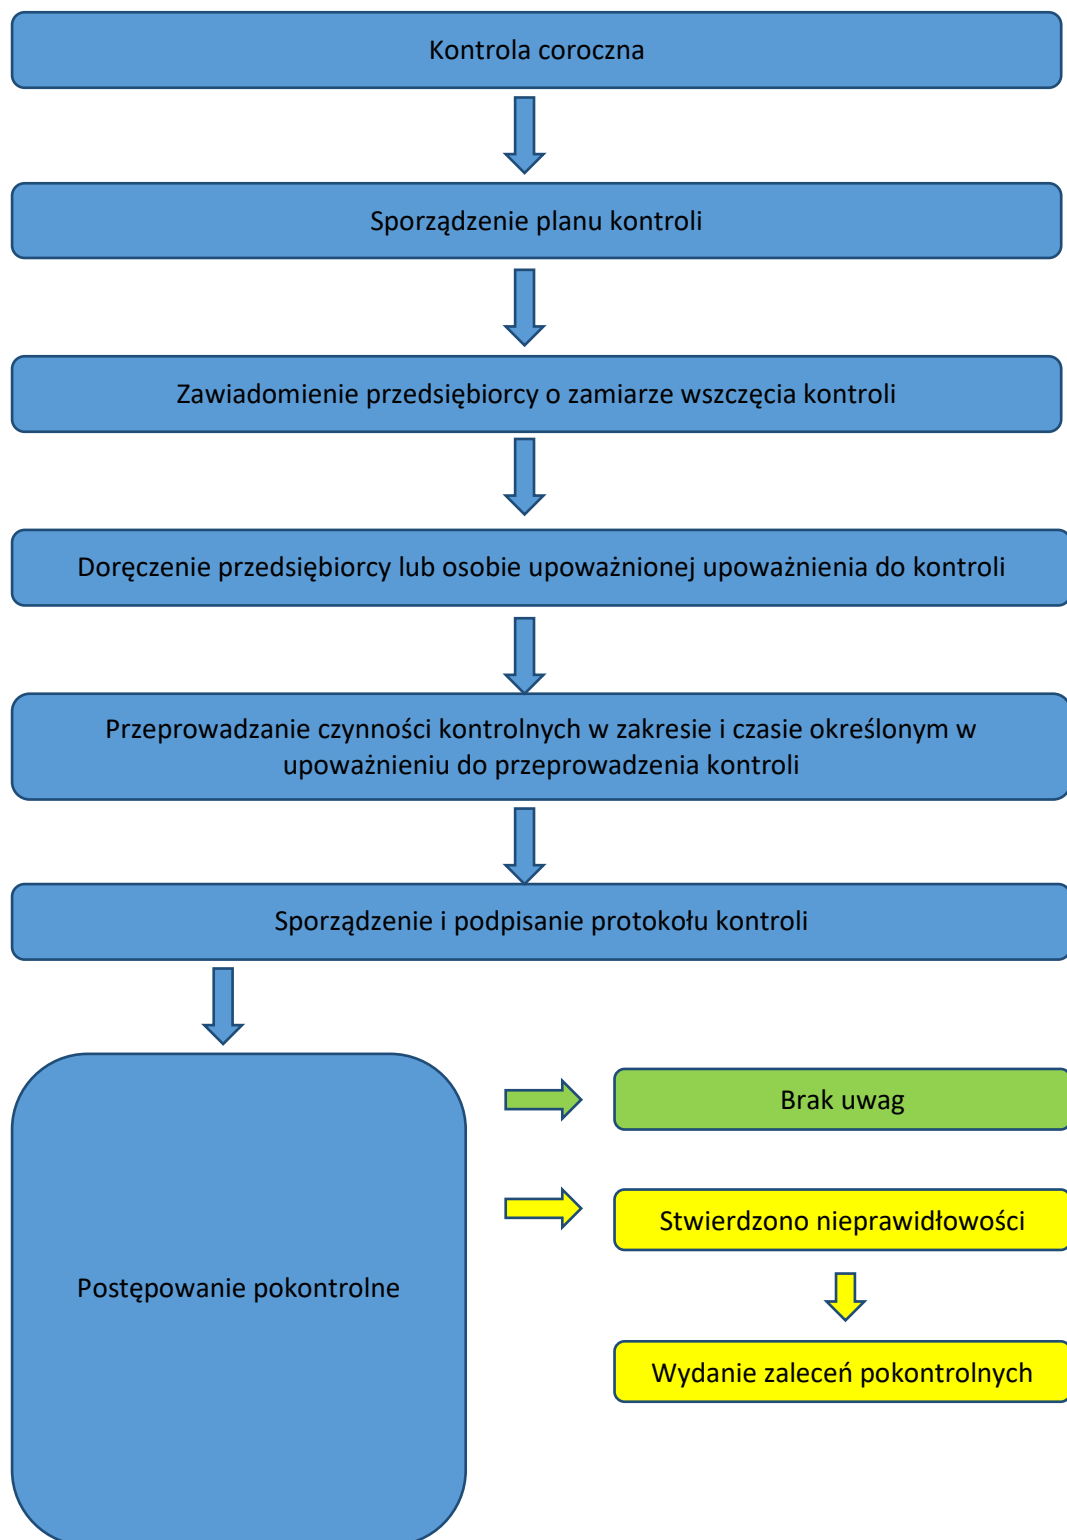 Kontrola coroczna
Sporządzenie planu kontroli
Zawiadomienie przedsiębiorcy o zamiarze wszczęcia kontroli
Doręczenie przedsiębiorcy lub osobie upoważnionej upoważnienia do kontroli
Przeprowadzanie czynności kontrolnych w zakresie i czasie określonym w
upoważnieniu do przeprowadzenia kontroli
Sporządzenie i podpisanie protokołu kontroli
Brak uwag
Stwierdzono nieprawidłowości
Postępowanie pokontrolne
Wydanie zaleceń pokontrolnych